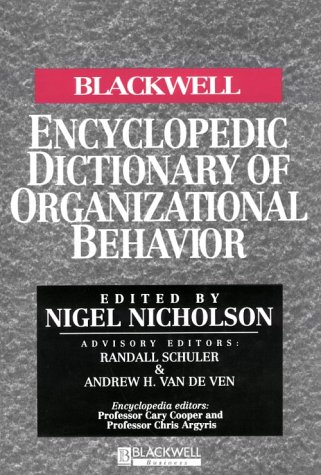 BLACKWELL
ENCYCLOPEDIC
DICTIONARY OF
ORGANIZATIONAL
BEHAVIOR
EDITED BY
NIGEL NICHOLSON
ADVISORY EDITORS:
RANDALL SCHULER
&
ANDREW H. VAN DE VEN
Encyclopedia editors:
Professor Cary Cooper and
Professor Chris Argyris
B BLACKWELL
Business